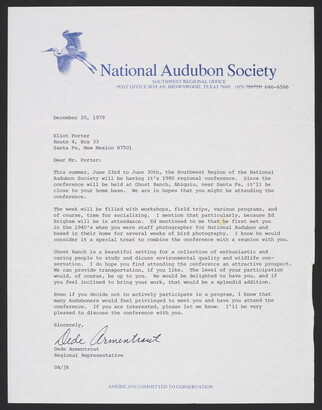 National Audubon Society
SOUTHWEST REGIONAL OFFICE
POST OFFICE BOX 416 BROWNWOOD, TEXAS 76801 (915) 646-6586
December 20, 1979
Eliot Porter
Route 4, Box 33
Santa Fe, New Mexico 87501
Dear Mr. Porter:
This summer, June 23rd to June 30th, the Southwest Region of the National
Audubon Society will be having it's 1980 regional conference. Since the
conference will be held at Ghost Ranch, Abiquiu, near Santa Fe, it'll be
close to your home base. We are in hopes that you might be attending the
conference.
The week will be filled with workshops, field trips, various programs, and
of course, time for socializing. I mention that particularly, because Ed
will be in attendance. Ed mentioned to me that he first met you
in the 1940's when you were staff photographer for National Audubon and
based in their home for several weeks of bird photography. I know he would
consider it a special treat to combine the conference with a reunion with you.
Ghost Ranch is a beautiful setting for a collection of enthusiastic and
caring people to study and discuss environmental quality and wildlife con-
servation. I do hope you find attending the conference an attractive prospect.
We can provide transportation, if you like. The level of your participation
would, of course, be up to you. We would be delighted to have you, and if
you feel inclined to bring your work, that would be a splendid addition.
Even if you decide not to actively participate in a program, I know that
many Auduboners would feel privileged to meet you and have you attend the
conference. If you are interested, please let me know. I'll be very
pleased to discuss the conference with you.
Sincerely,
Dede Armentrout
Dede Armentrout
Regional Representative
DA/jk
AMERICANS COMMITTED TO CONSERVATION